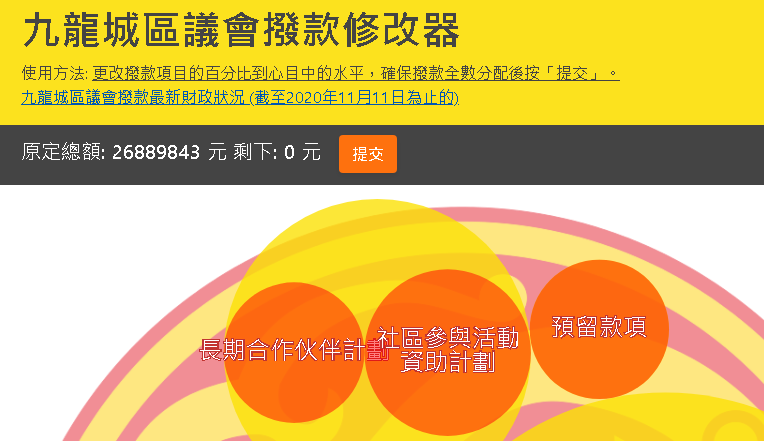 九龍城區議會撥款修改器
使用方法: 更改撥款項目的百分比到心目中的水平，確保撥款全數分配後按「提交」。
九龍城區議會撥款最新財政狀況 (截至2020年11月11日為止的)
原定總額: 26889843 元 剩下: 0 元 提交
長期合作伙伴計劃
社區參與活動
資助計劃
預留款項